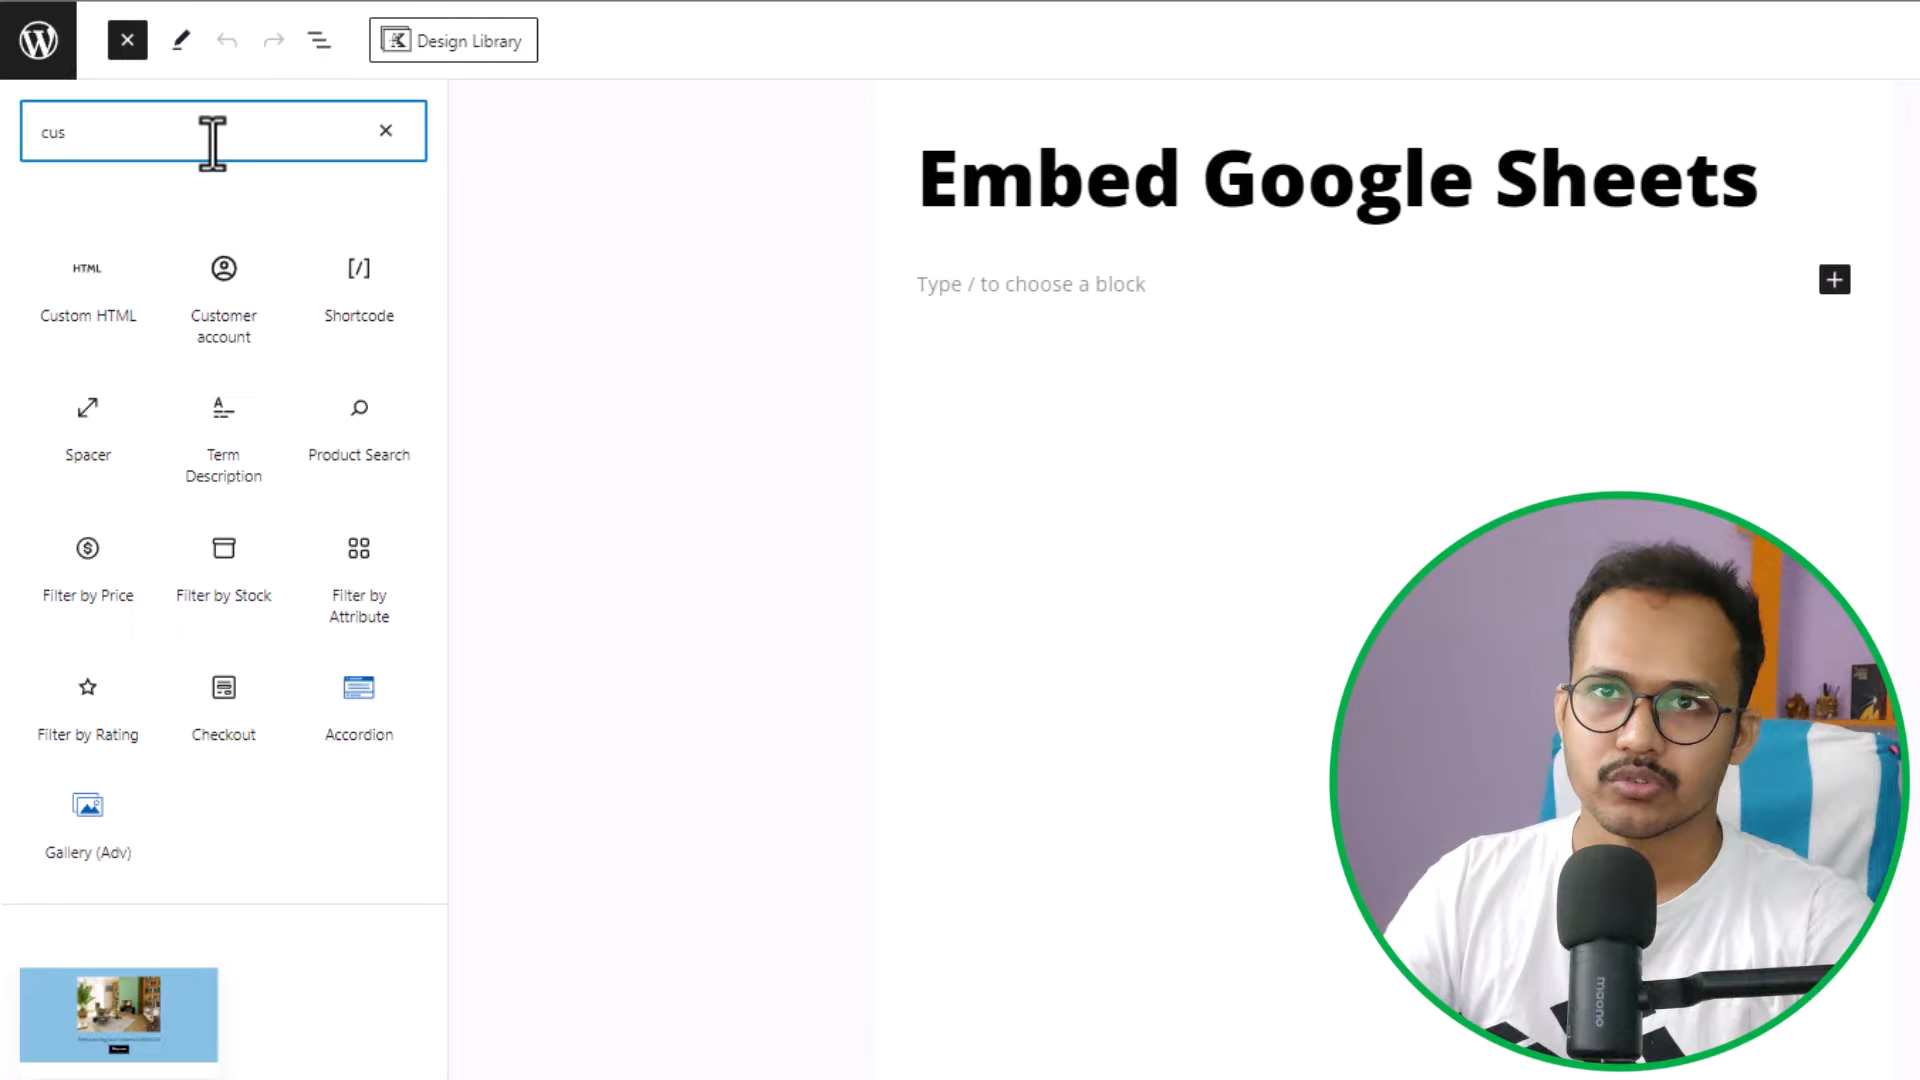 Design Library
cus
Embed Google Sheets
Type / to choose a block
HTML
[/]
Custom HTML
Customer account
Shortcode
A
Spacer
Term Description
Product Search
Filter by Price
Filter by Stock
Filter by Attribute
Filter by Rating
Checkout
Accordion
Gallery (Adv)
maono